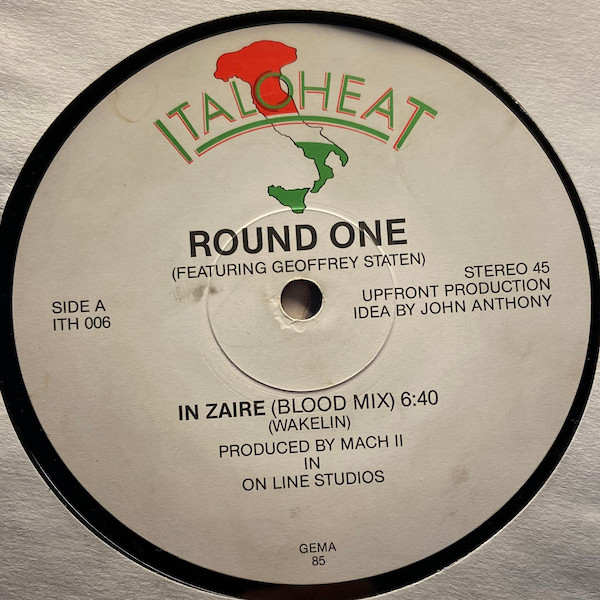 ITALOHEAT
ROUND ONE
(FEATURING GEOFFREY STATEN)
STEREO 45
UPFRONT PRODUCTION
IDEA BY JOHN ANTHONY
SIDE A
ITH 006
IN ZAIRE (BLOOD MIX) 6:40
(WAKELIN)
PRODUCED BY MACH II
IN
ON LINE STUDIOS
GEMA
85